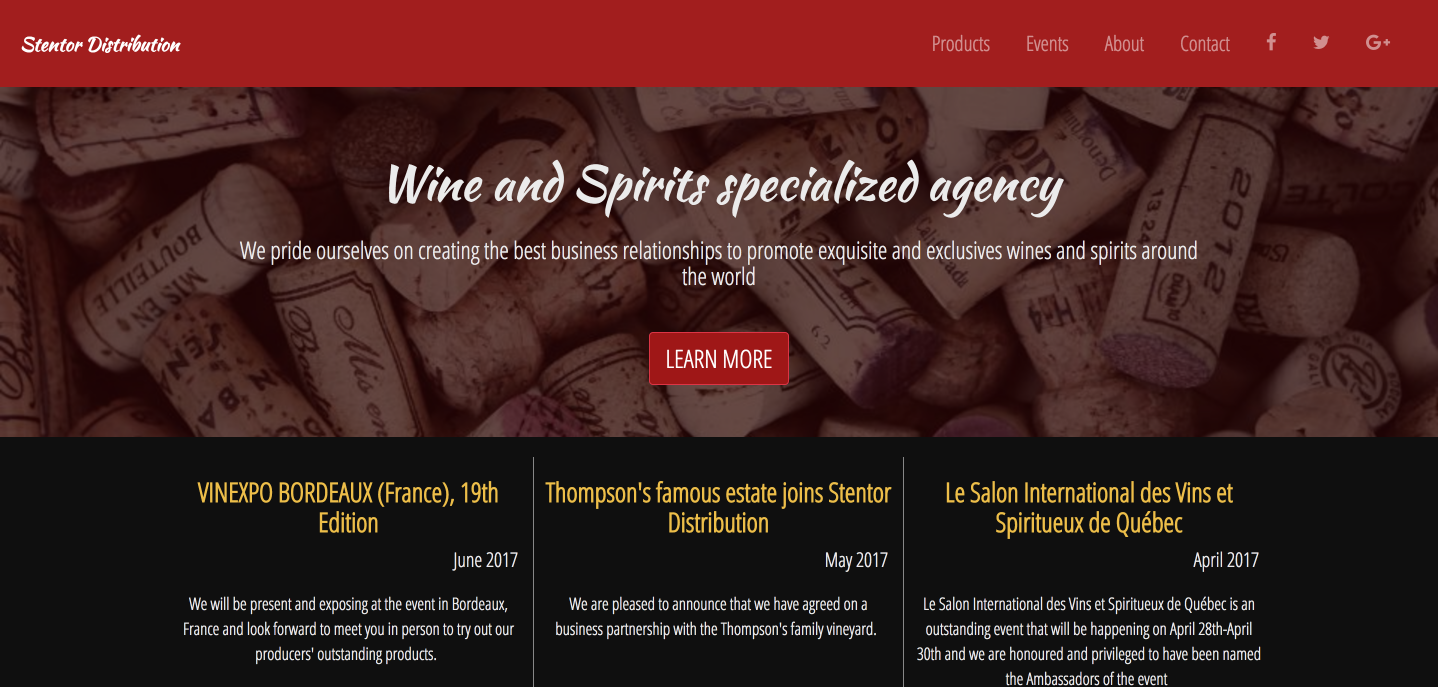 Stentor Distribution
Products Events About Contact
Wine and Spirits specialized agency
We pride ourselves on creating the best business relationships to promote exquisite and exclusives wines and spirits around
the world
LEARN MORE
BOUTEILLE
MIS EN
Mis en
2012
VINEXPO BORDEAUX (France), 19th
Edition
June 2017
We will be present and exposing at the event in Bordeaux,
France and look forward to meet you in person to try out our
producers' outstanding products.
Thompson's famous estate joins Stentor
Distribution
May 2017
We are pleased to announce that we have agreed on a
business partnership with the Thompson's family vineyard.
Le Salon International des Vins et
Spiritueux de Québec
April 2017
Le Salon International des Vins et Spiritueux de Québec is an
outstanding event that will be happening on April 28th-April
30th and we are honoured and privileged to have been named
the Ambassadors of the event